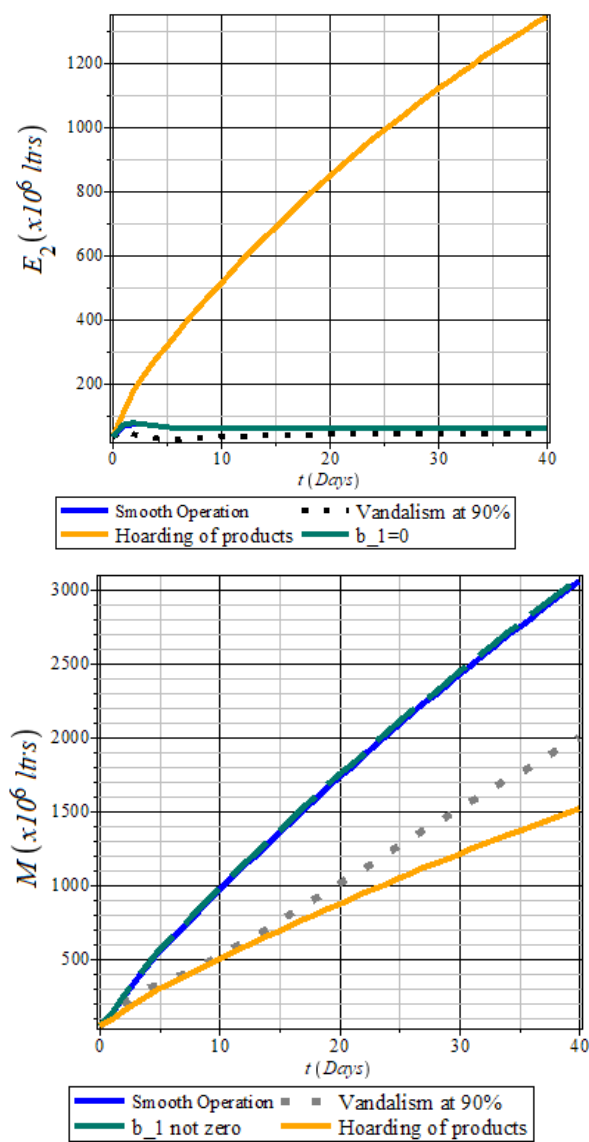 1200
1000
800
600
400
200
E_2 (x10^6 ltrs)
0 10 20 30 40
t (Days)
Smooth Operation Vandalism at 90%
Hoarding of products b_1=0
3000
2500
2000
1500
1000
500
M (x10^6 ltrs)
0 10 20 30 40
t (Days)
Smooth Operation Vandalism at 90%
b_1 not zero Hoarding of products